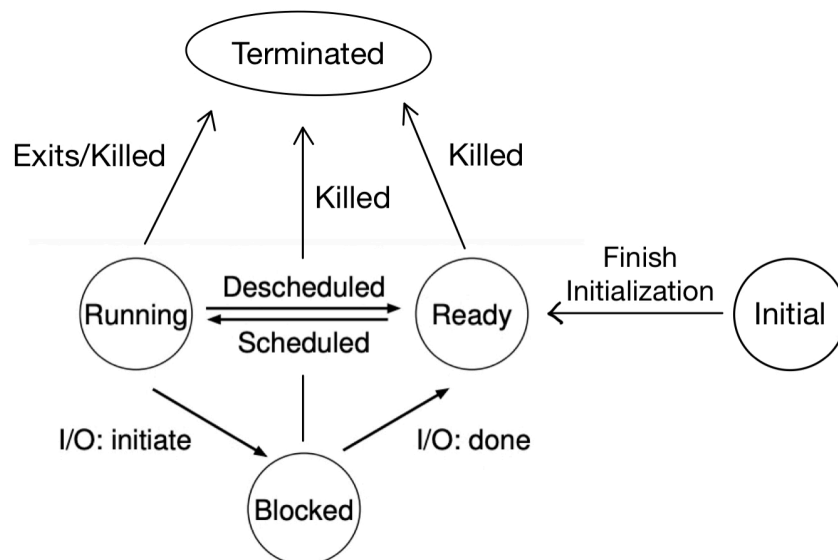 Terminated
Exits/Killed
Killed
Killed
Finish
Initialization
Descheduled
Running
Ready
Initial
Scheduled
I/O: initiate
I/O: done
Blocked